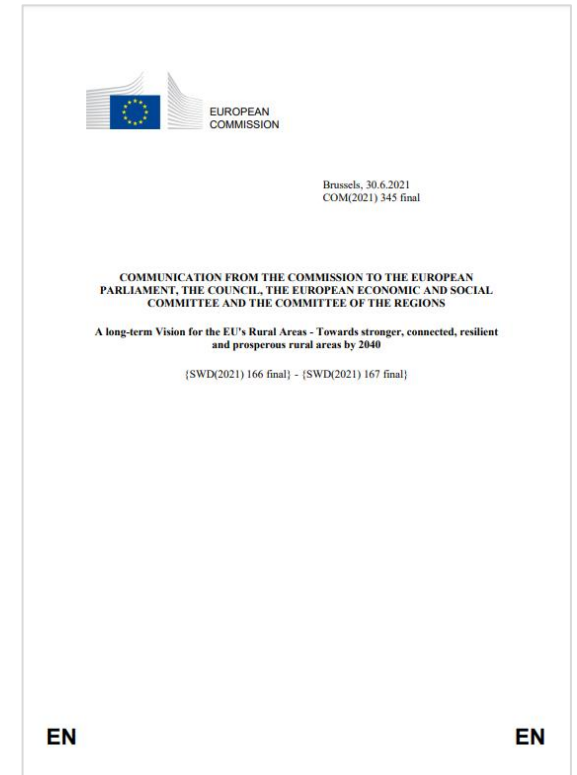 EUROPEAN
COMMISSION
Brussels, 30.6.2021
COM(2021) 345 final
COMMUNICATION FROM THE COMMISSION TO THE EUROPEAN
PARLIAMENT, THE COUNCIL, THE EUROPEAN ECONOMIC AND SOCIAL
COMMITTEE AND THE COMMITTEE OF THE REGIONS
A long-term Vision for the EU's Rural Areas - Towards stronger, connected, resilient
and prosperous rural areas by 2040
{SWD(2021) 166 final} - {SWD(2021) 167 final}
EN EN